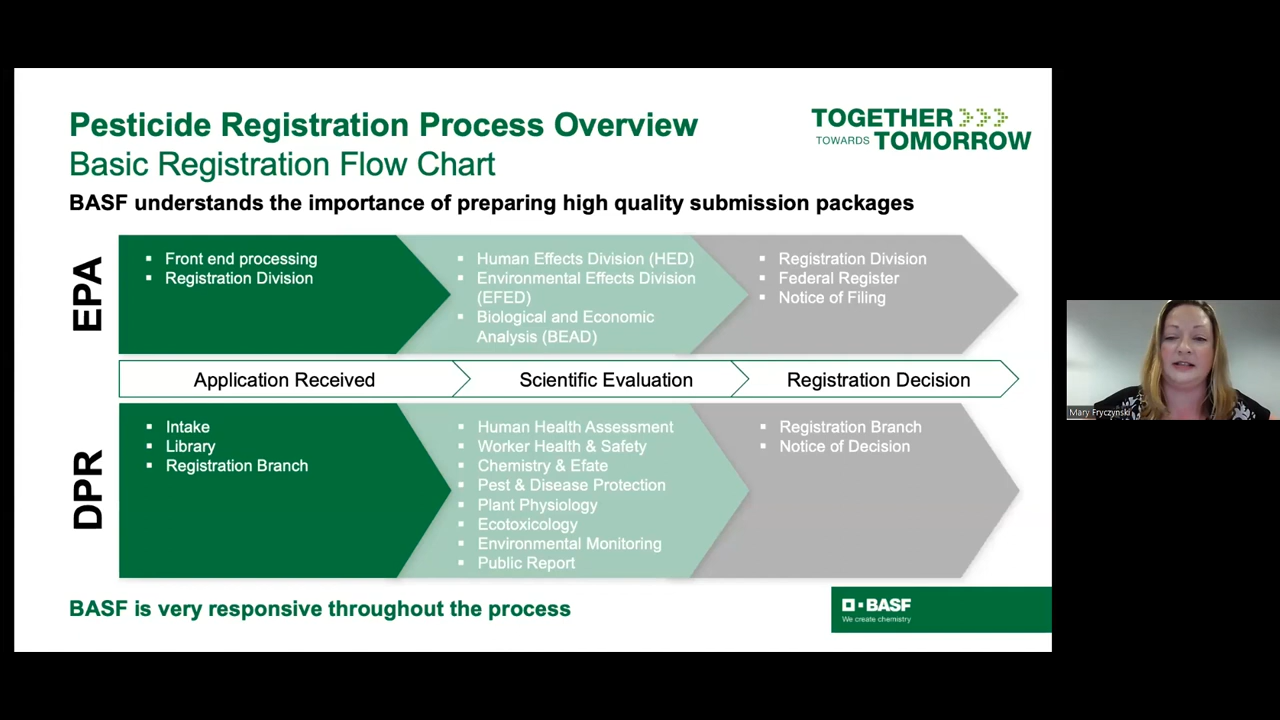 Pesticide Registration Process Overview
Basic Registration Flow Chart
TOGETHER
TOWARDS TOMORROW
BASF understands the importance of preparing high quality submission packages
EPA
▪ Front end processing
▪ Registration Division
▪ Human Effects Division (HED)
▪ Environmental Effects Division
(EFED)
▪ Biological and Economic
Analysis (BEAD)
▪ Registration Division
▪ Federal Register
▪ Notice of Filing
Application Received
Scientific Evaluation
Registration Decision
DPR
▪ Intake
▪ Library
▪ Registration Branch
▪ Human Health Assessment
▪ Worker Health & Safety
▪ Chemistry & Efate
▪ Pest & Disease Protection
▪ Plant Physiology
▪ Ecotoxicology
▪ Environmental Monitoring
▪ Public Report
▪ Registration Branch
▪ Notice of Decision
BASF is very responsive throughout the process
BASF
We create chemistry
Mary Fryczynski